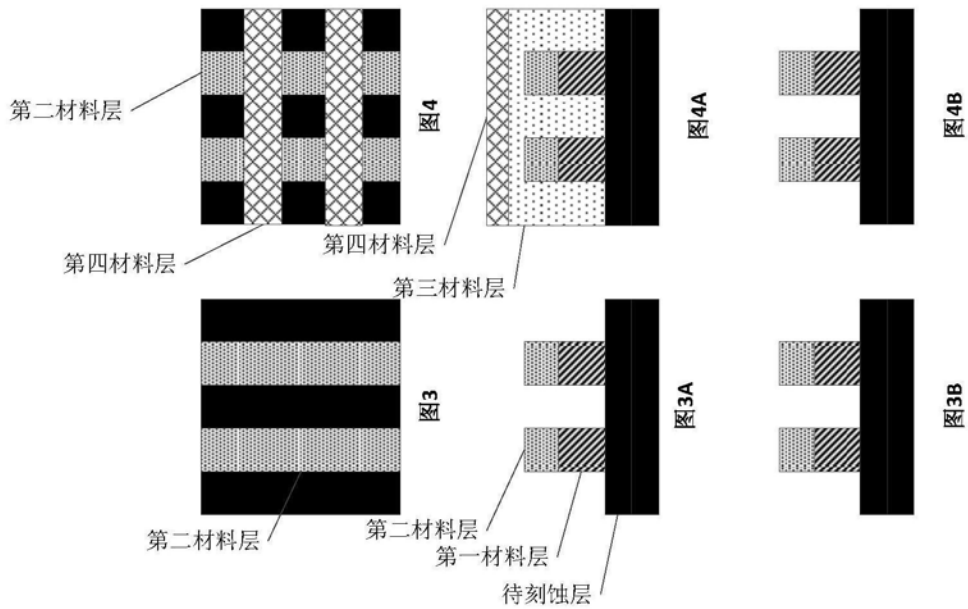 第二材料层
图4
图4A
图4B
第四材料层
第四材料层
第三材料层
图3
图3A
图3B
第二材料层
第二材料层
第一材料层
待刻蚀层